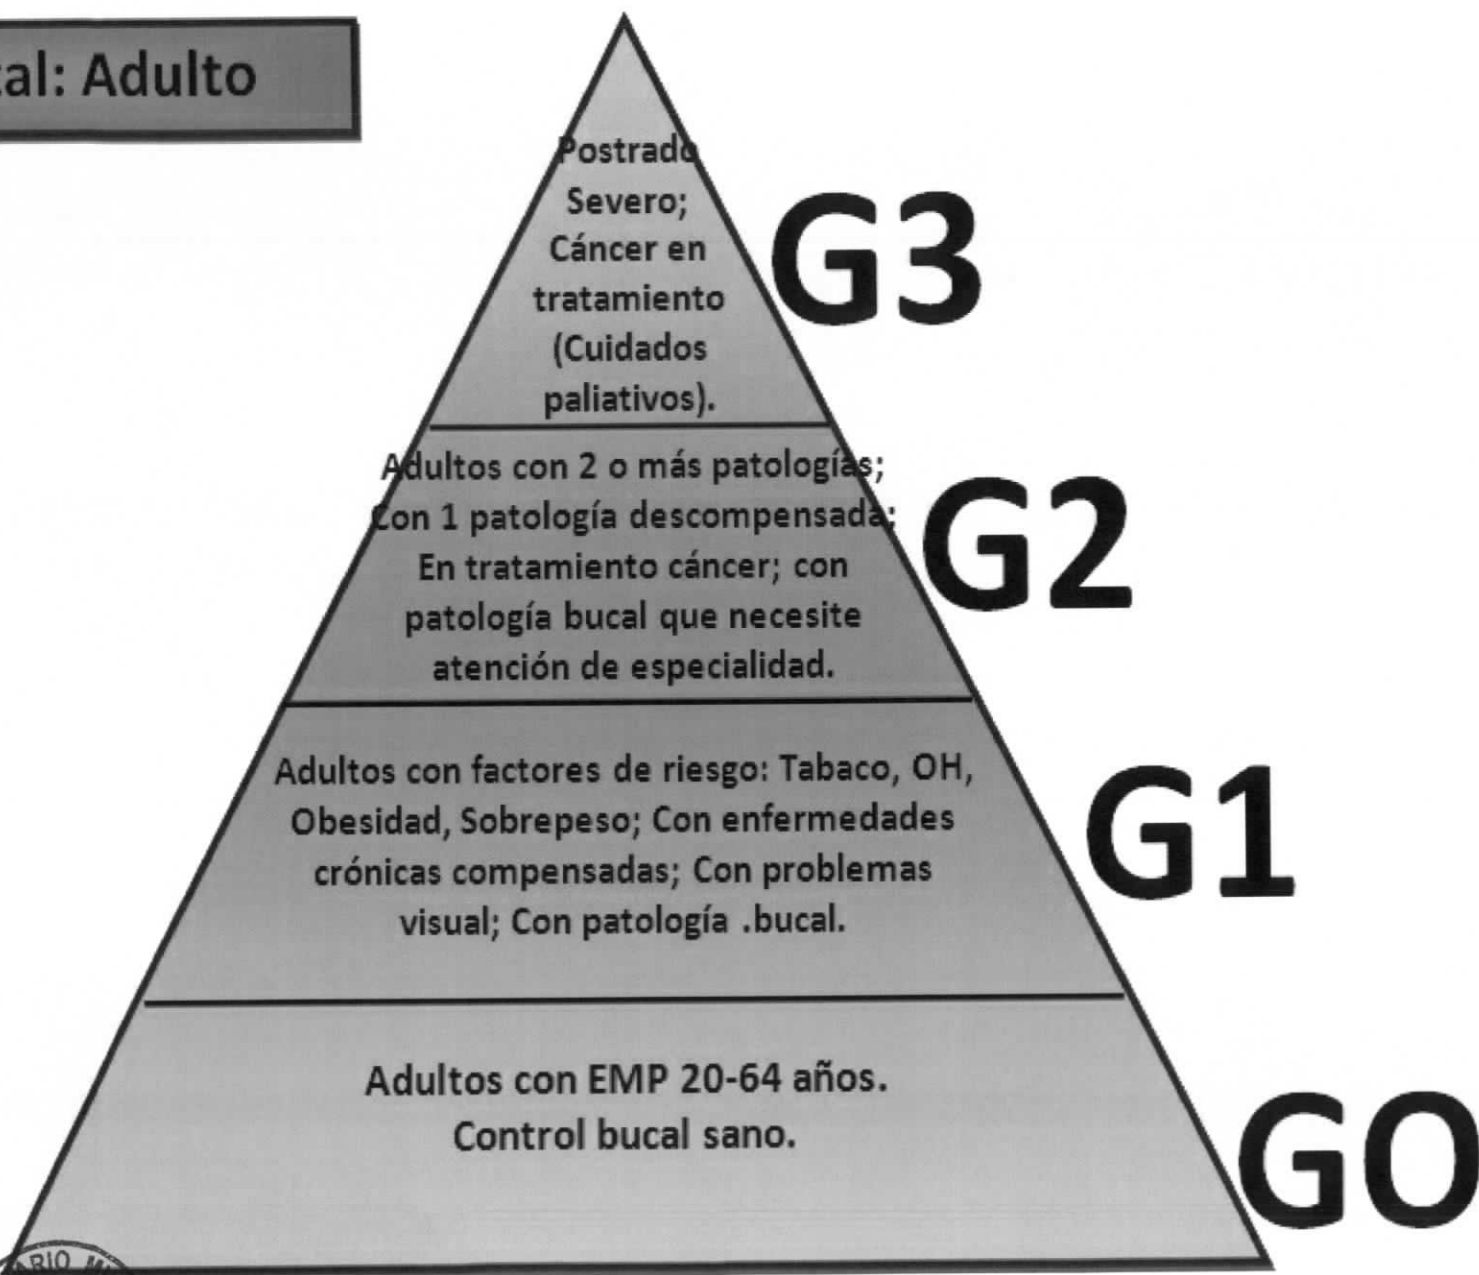 al: Adulto
Postrado
Severo;
Cáncer en
tratamiento
(Cuidados
paliativos).
G3
Adultos con 2 o más patologías;
Con 1 patología descompensada;
En tratamiento cáncer; con
patología bucal que necesite
atención de especialidad.
G2
Adultos con factores de riesgo: Tabaco, OH,
Obesidad, Sobrepeso; Con enfermedades
crónicas compensadas; Con problemas
visual; Con patología .bucal.
G1
Adultos con EMP 20-64 años.
Control bucal sano.
GO